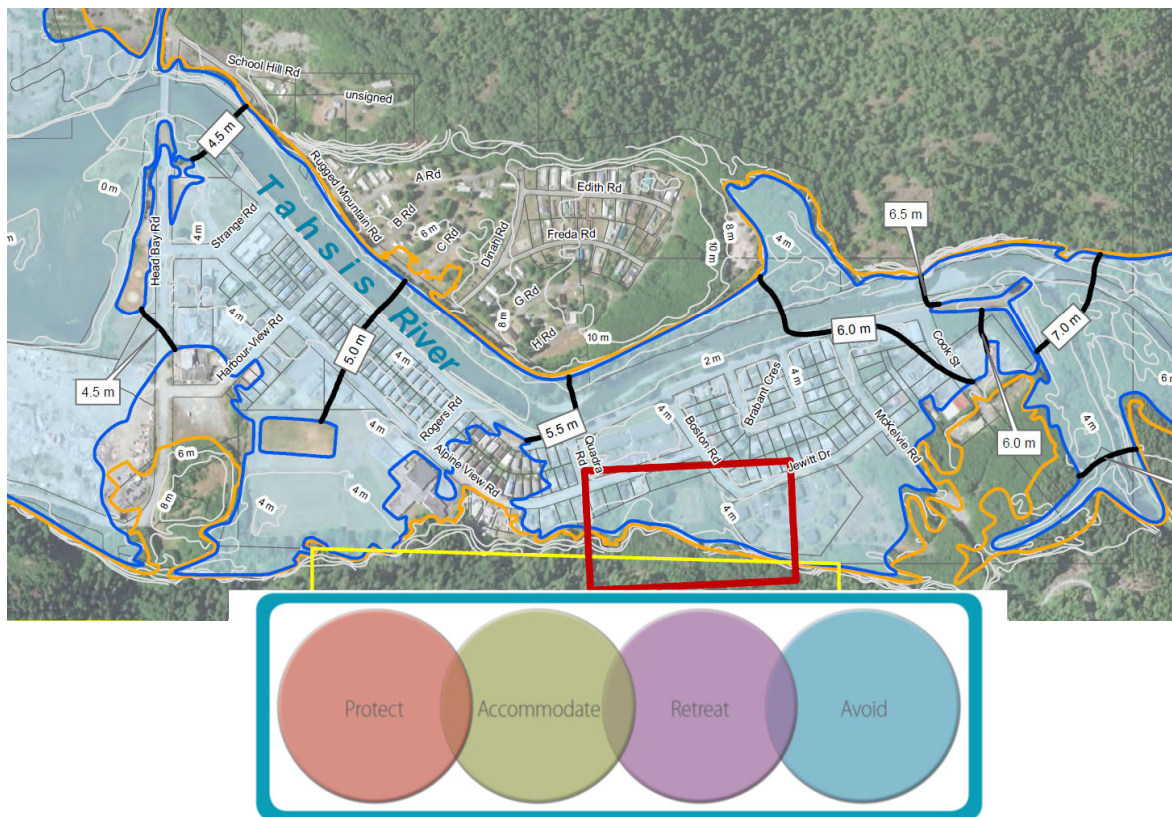 School Hill Rd
unsigned
4.5 m
Tahsis River
0 m
Head Bay Rd
4 m
Strange Rd
Rugged Mountain Rd
A Rd
B Rd
6 m
C Rd
Dinah Rd
Edith Rd
Freda Rd
10 m
8 m
4 m
6.5 m
G Rd
8 m
H Rd
10 m
4 m
Harbour View Rd
5.0 m
4 m
2 m
6.0 m
Cook St
7.0 m
6 m
4.5 m
Rogers Rd
4 m
Alpine View Rd
5.5 m
Quadra Rd
Boston Rd
Brabant Cres
4 m
4 m
McKelvie Rd
Jewitt Dr
6.0 m
4 m
6 m
8 m
4 m
4 m
4 m
Protect
Accommodate
Retreat
Avoid